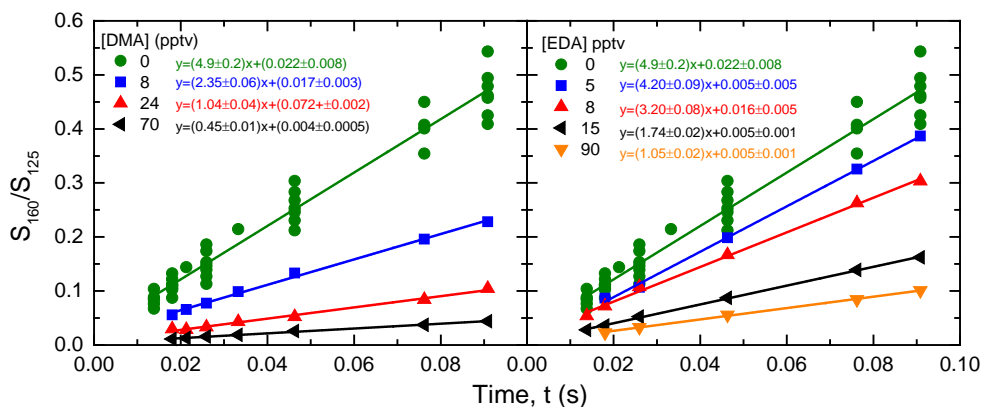 [DMA] (pptv)
0 y=(4.9±0.2)x+(0.022±0.008)
8 y=(2.35±0.06)x+(0.017±0.003)
24 y=(1.04±0.04)x+(0.072+±0.002)
70 y=(0.45±0.01)x+(0.004±0.0005)
[EDA] pptv
0 y=(4.9±0.2)x+0.022±0.008
5 y=(4.20±0.09)x+0.005±0.005
8 y=(3.20±0.08)x+0.016±0.005
15 y=(1.74±0.02)x+0.005±0.001
90 y=(1.05±0.02)x+0.005±0.001
S160/S125
0.6
0.5
0.4
0.3
0.2
0.1
0.0
0.00 0.02 0.04 0.06 0.08 0.00 0.02 0.04 0.06 0.08 0.10
Time, t (s)